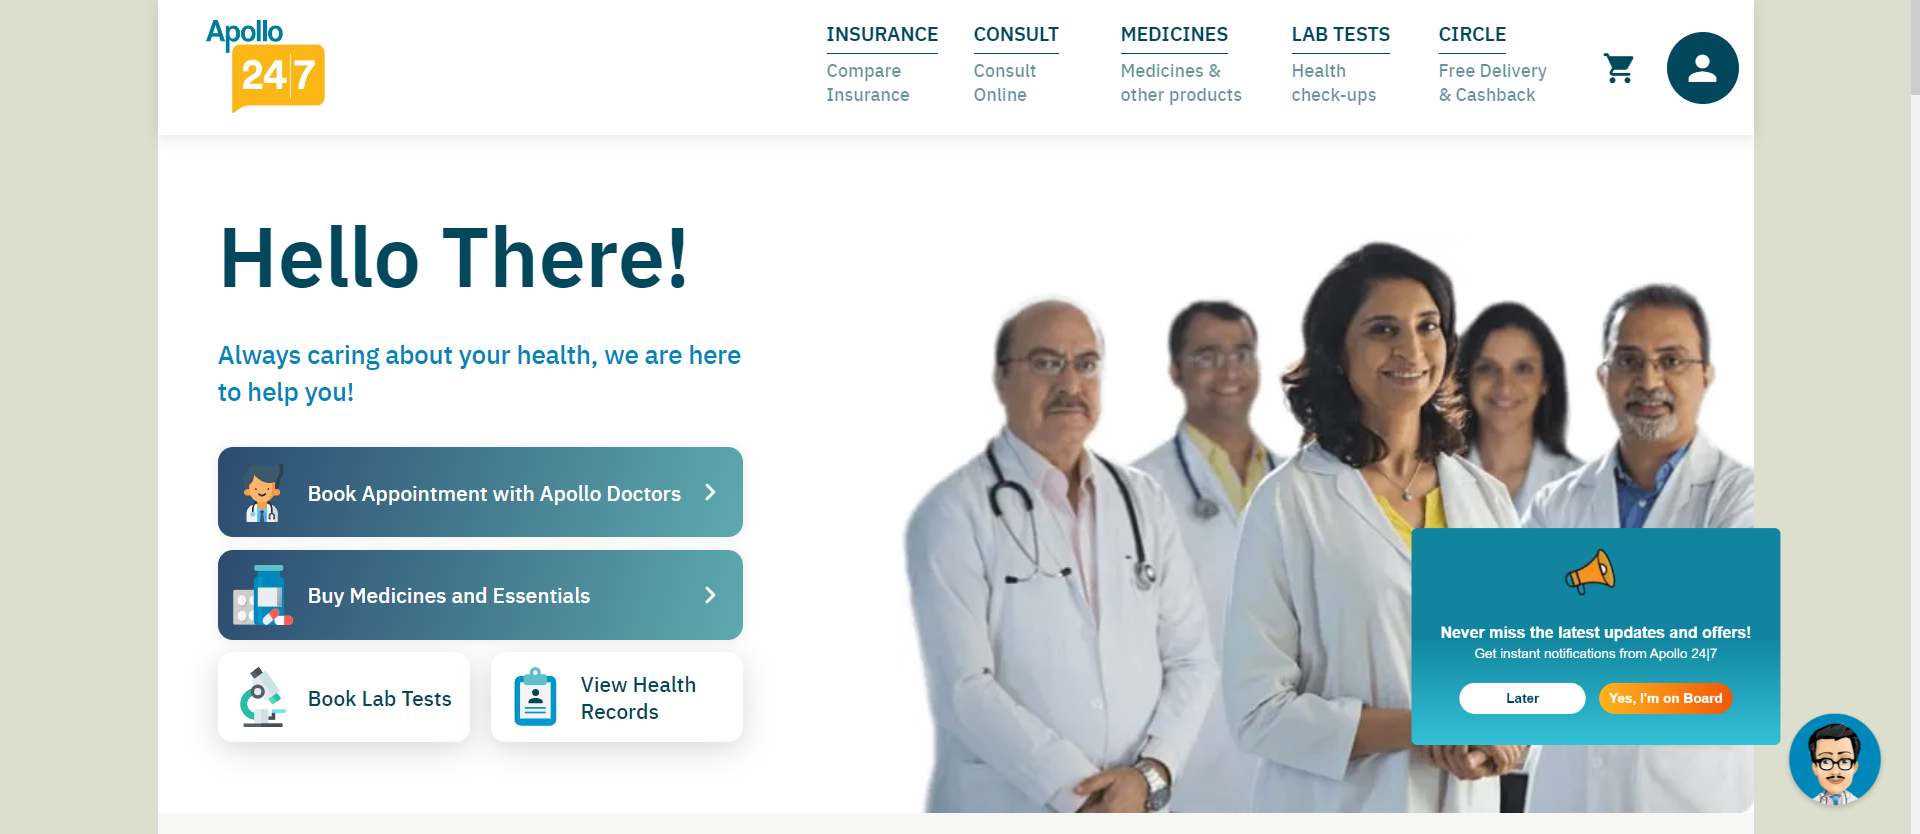 Apollo
24|7
INSURANCE
Compare
Insurance
CONSULT
Consult
Online
MEDICINES
Medicines &
other products
LAB TESTS
Health
check-ups
CIRCLE
Free Delivery
& Cashback
Hello There!
Always caring about your health, we are here
to help you!
Book Appointment with Apollo Doctors
Buy Medicines and Essentials
Book Lab Tests
View Health
Records
Never miss the latest updates and offers!
Get instant notifications from Apollo 24|7
Later
Yes, I'm on Board